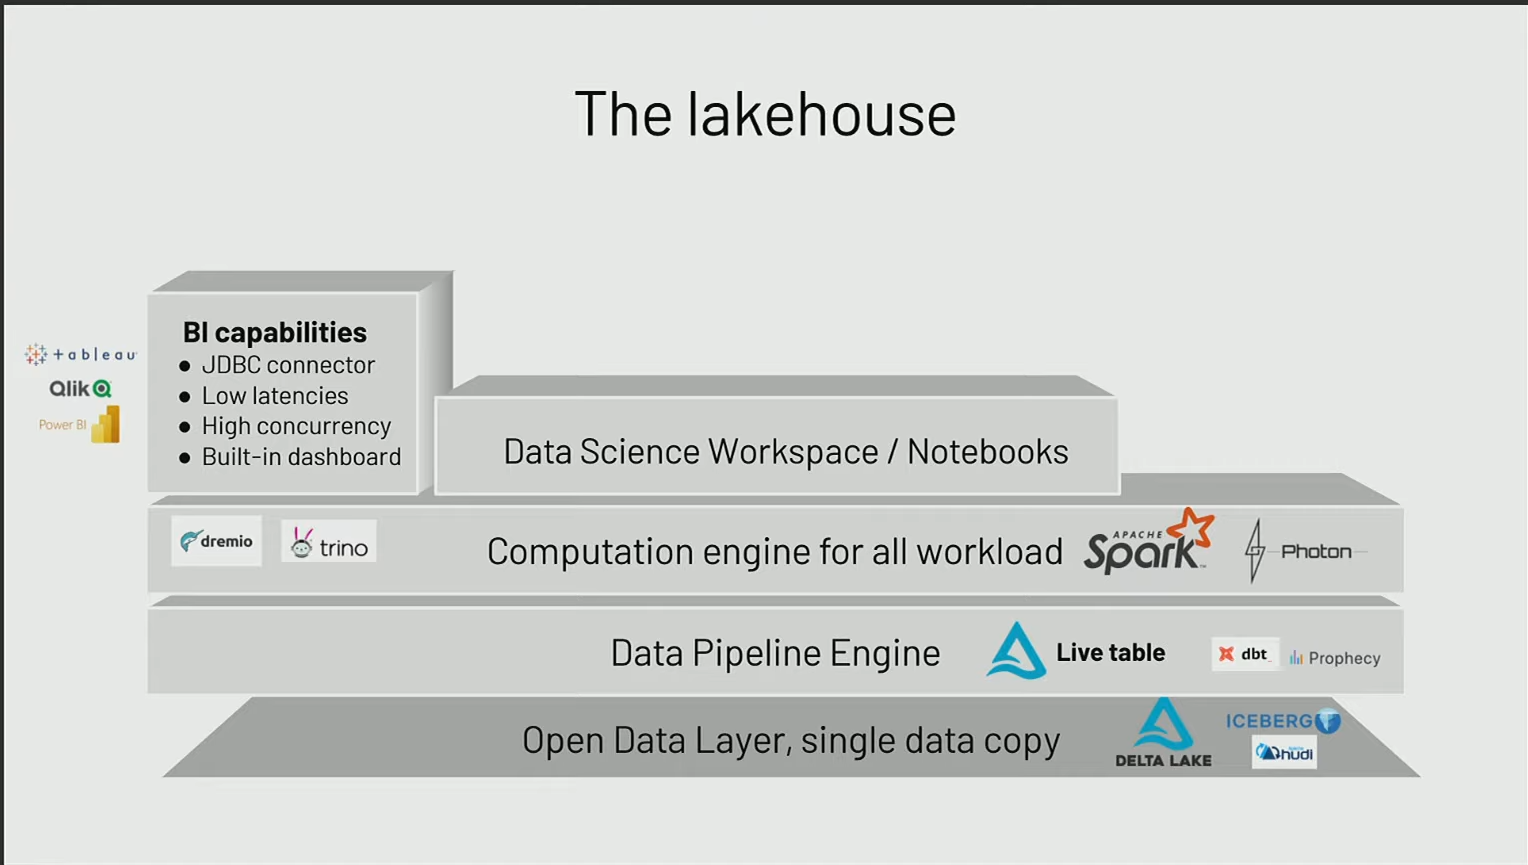 The lakehouse
BI capabilities
● JDBC connector
● Low latencies
● High concurrency
● Built-in dashboard
+ableau
Qlik
Power BI
Data Science Workspace / Notebooks
dremio
trino
Computation engine for all workload
APACHE
Spark
Photon
Data Pipeline Engine
Live table
dbt
Prophecy
Open Data Layer, single data copy
DELTA LAKE
ICEBERG
hudi